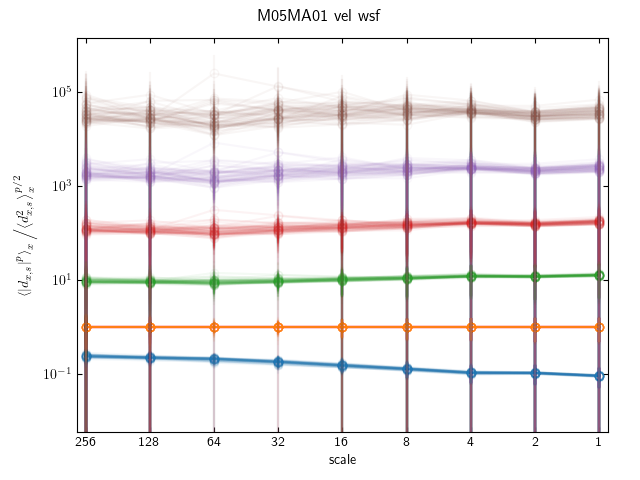 M05MA01 vel wsf
⟨|d_{x,s}|^p⟩_x / ⟨d^2_{x,s}⟩_x^{p/2}
10^5
10^3
10^1
10^{-1}
256 128 64 32 16 8 4 2 1
scale